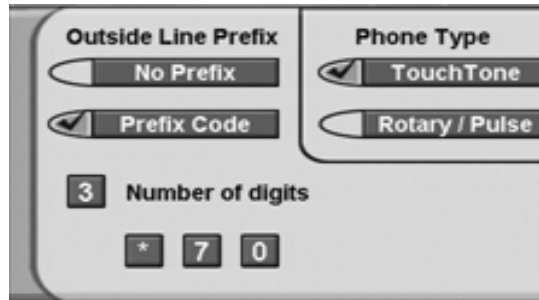 Outside Line Prefix
No Prefix
Prefix Code
3 Number of digits
* 7 0
Phone Type
TouchTone
Rotary / Pulse